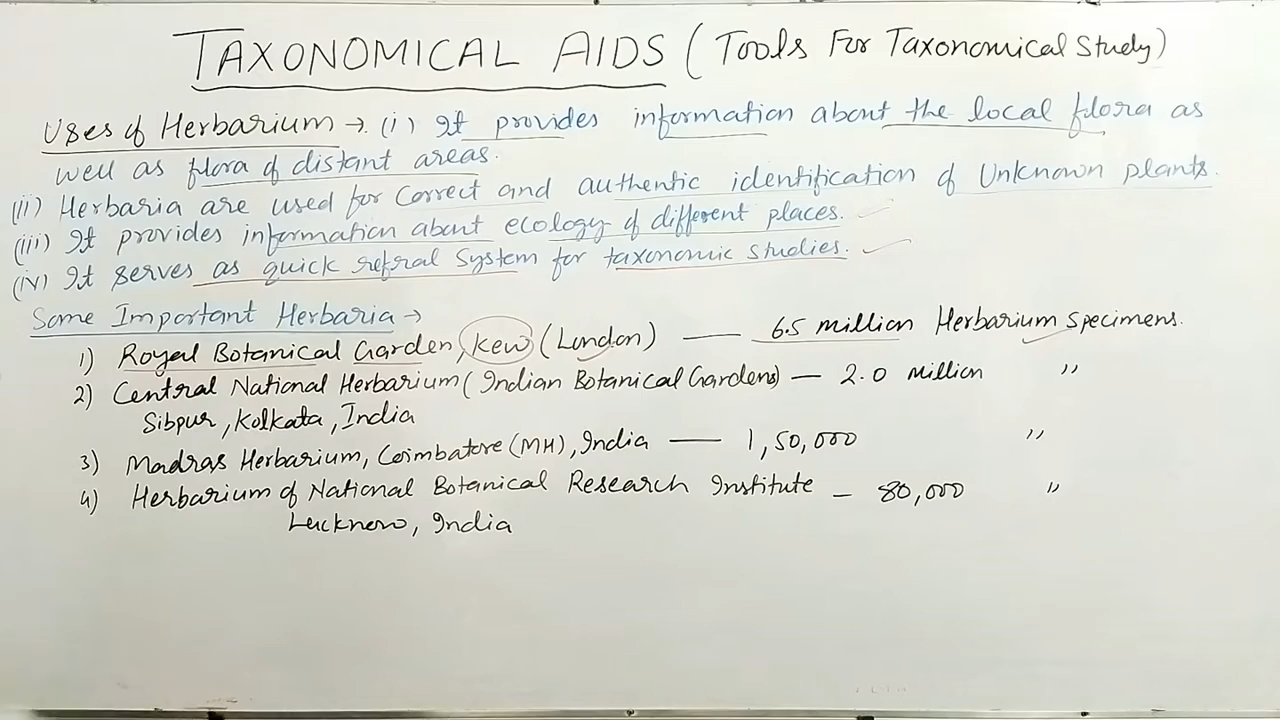 TAXONOMICAL AIDS (Tools For Taxonomical Study)
Uses of Herbarium → (i) It provides information about the local flora as
well as flora of distant areas.
(ii) Herbaria are used for correct and authentic identification of Unknown plants.
(iii) It provides information about ecology of different places.
(iv) It serves as quick refral System for taxonomic studies.
Some Important Herbaria →
1) Royal Botanical Garden, Kew (London) — 6.5 million Herbarium Specimens.
2) Central National Herbarium (Indian Botanical Gardens) — 2.0 million ,,
Sibpur, Kolkata, India
3) Madras Herbarium, Coimbatore (MH), India — 1,50,000 ,,
4) Herbarium of National Botanical Research Institute — 80,000 ,,
Lucknow, India